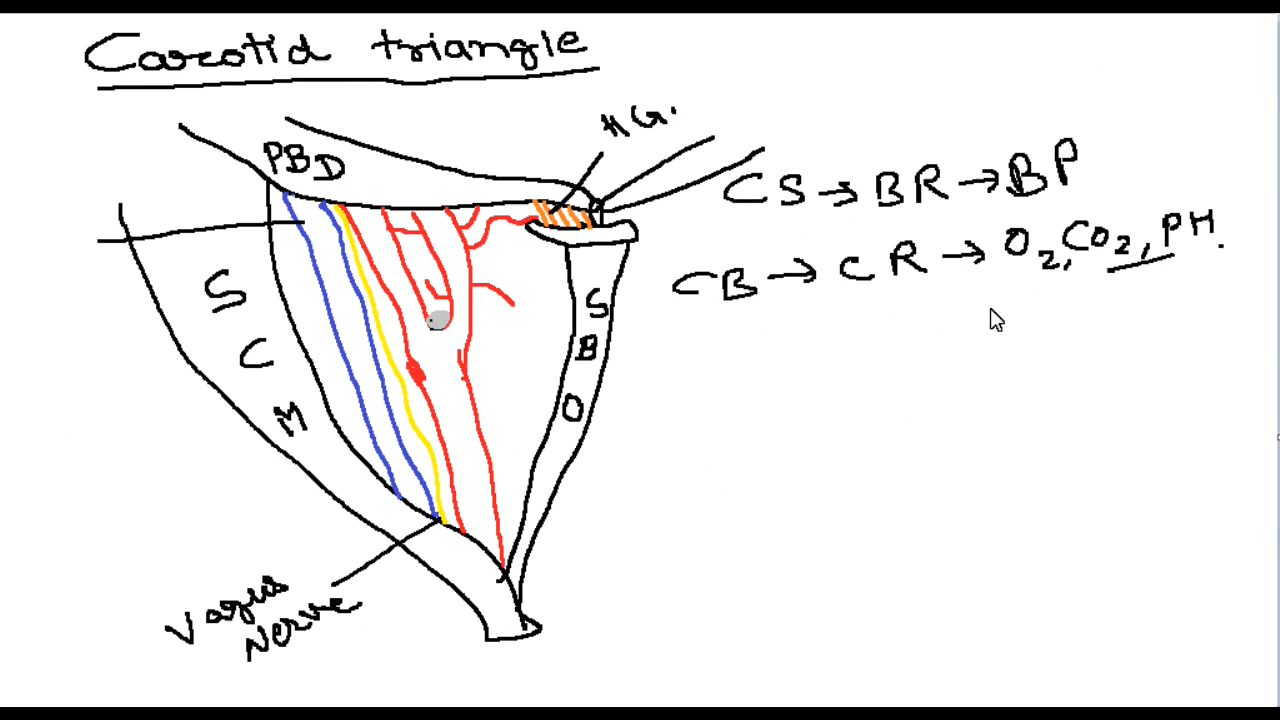 Carotid triangle
H G.
PBD
CS → BR → BP
CB → CR → O2, CO2, PH.
S
C
M
S
B
O
Vagus
Nerve